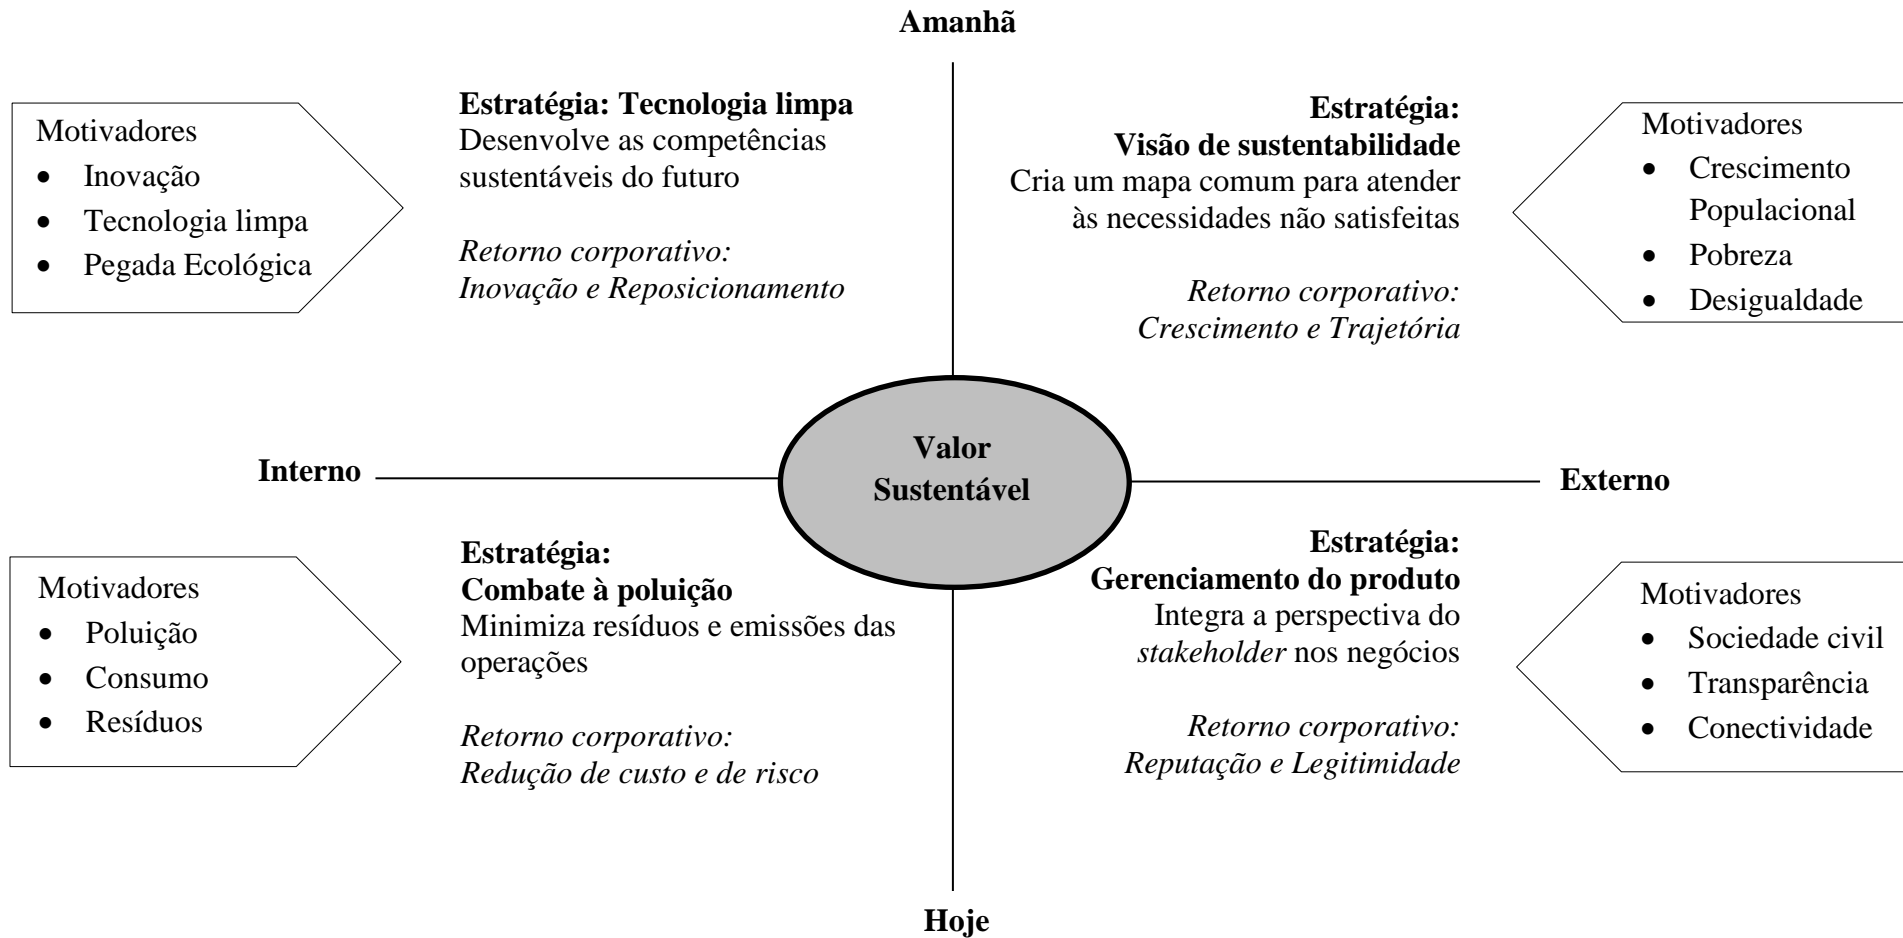 Amanhã
Motivadores
• Inovação
• Tecnologia limpa
• Pegada Ecológica
Estratégia: Tecnologia limpa
Desenvolve as competências
sustentáveis do futuro
Retorno corporativo:
Inovação e Reposicionamento
Estratégia:
Visão de sustentabilidade
Cria um mapa comum para atender
às necessidades não satisfeitas
Retorno corporativo:
Crescimento e Trajetória
Motivadores
• Crescimento
Populacional
• Pobreza
• Desigualdade
Interno
Valor
Sustentável
Externo
Motivadores
• Poluição
• Consumo
• Resíduos
Estratégia:
Combate à poluição
Minimiza resíduos e emissões das
operações
Retorno corporativo:
Redução de custo e de risco
Estratégia:
Gerenciamento do produto
Integra a perspectiva do
stakeholder nos negócios
Retorno corporativo:
Reputação e Legitimidade
Motivadores
• Sociedade civil
• Transparência
• Conectividade
Hoje